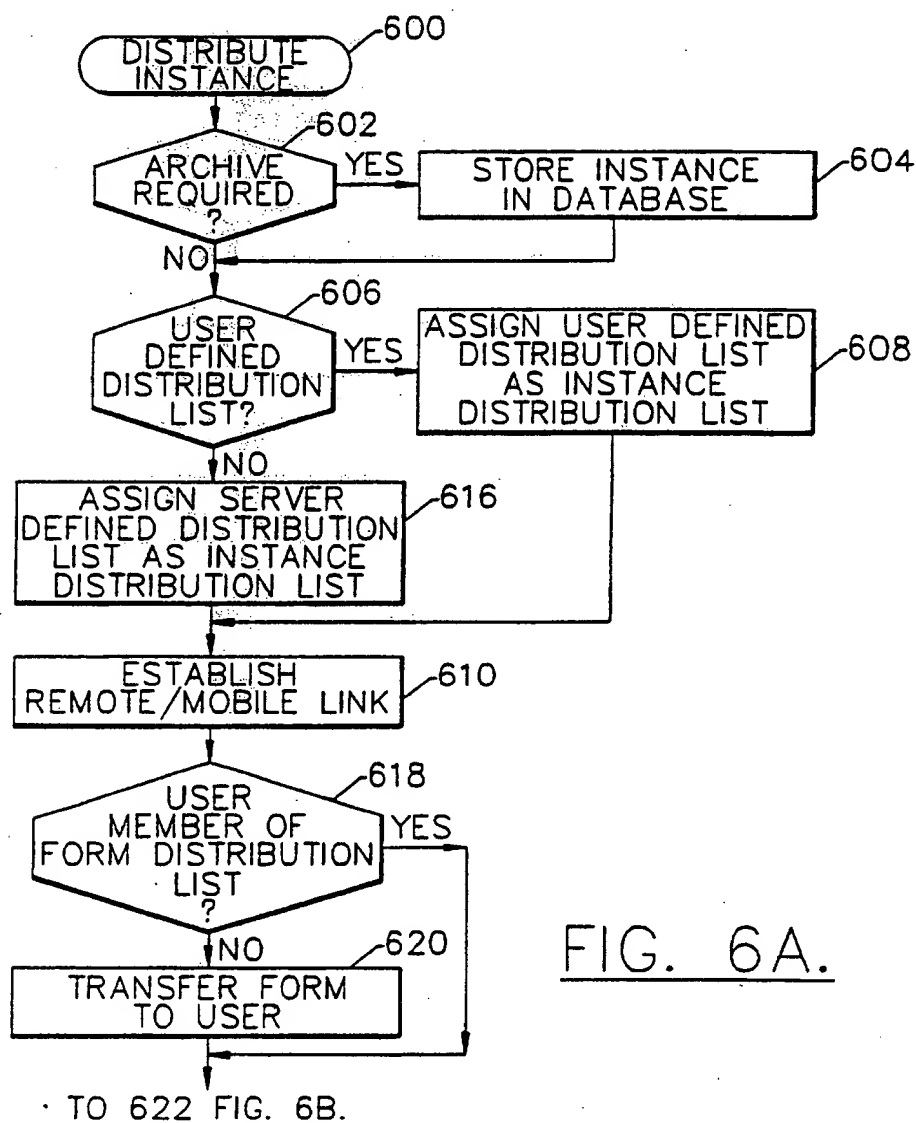 600
DISTRIBUTE
INSTANCE
602
ARCHIVE
REQUIRED
?
YES
STORE INSTANCE
IN DATABASE
604
NO
606
USER
DEFINED
DISTRIBUTION
LIST?
YES
ASSIGN USER DEFINED
DISTRIBUTION LIST
AS INSTANCE
DISTRIBUTION LIST
608
NO
ASSIGN SERVER
DEFINED DISTRIBUTION
LIST AS INSTANCE
DISTRIBUTION LIST
616
ESTABLISH
REMOTE/MOBILE LINK
610
618
USER
MEMBER OF
FORM DISTRIBUTION
LIST
?
YES
NO
620
TRANSFER FORM
TO USER
TO 622 FIG. 6B.
FIG. 6A.